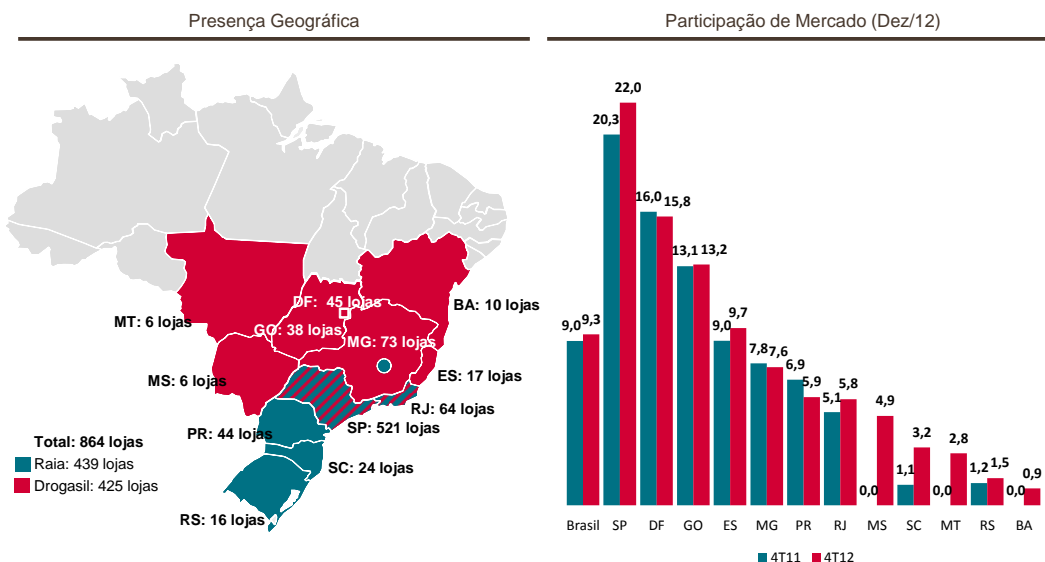 Presença Geográfica
DF: 45 lojas
BA: 10 lojas
MT: 6 lojas
GO: 38 lojas
MG: 73 lojas
MS: 6 lojas
ES: 17 lojas
RJ: 64 lojas
SP: 521 lojas
PR: 44 lojas
Total: 864 lojas
Raia: 439 lojas
SC: 24 lojas
Drogasil: 425 lojas
RS: 16 lojas
Participação de Mercado (Dez/12)
9,0 9,3 20,3 22,0 16,0 15,8 13,1 13,2 9,0 9,7 7,8 7,6 6,9 5,9 5,1 5,8 0,0 4,9 1,1 3,2 0,0 2,8 1,2 1,5 0,0 0,9
Brasil SP DF GO ES MG PR RJ MS SC MT RS BA
4T11 4T12